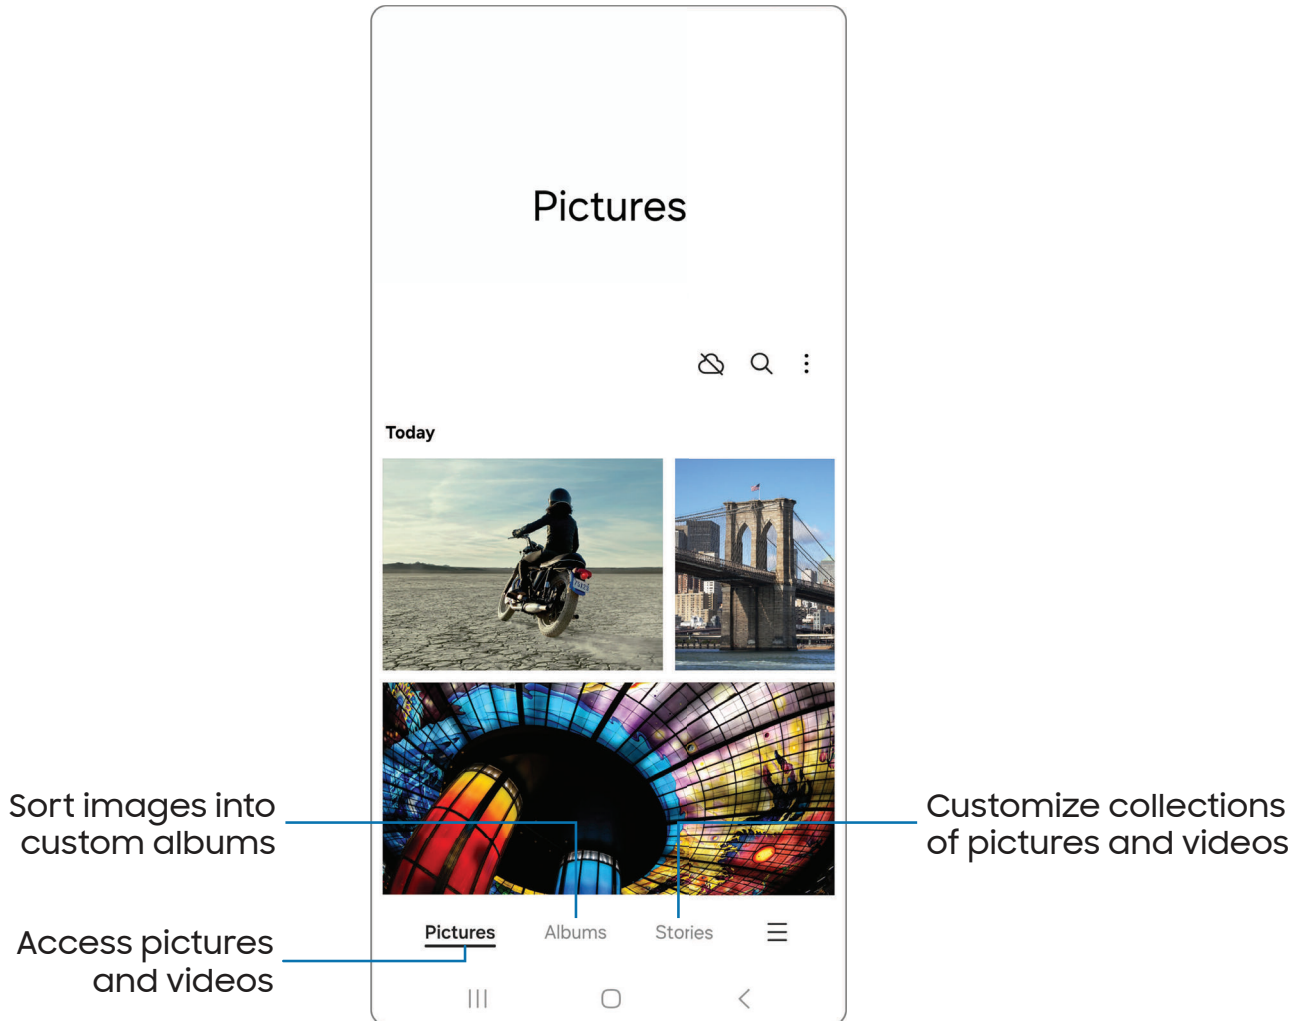 Pictures
Today
Sort images into
custom albums
Customize collections
of pictures and videos
Pictures Albums Stories
Access pictures
and videos